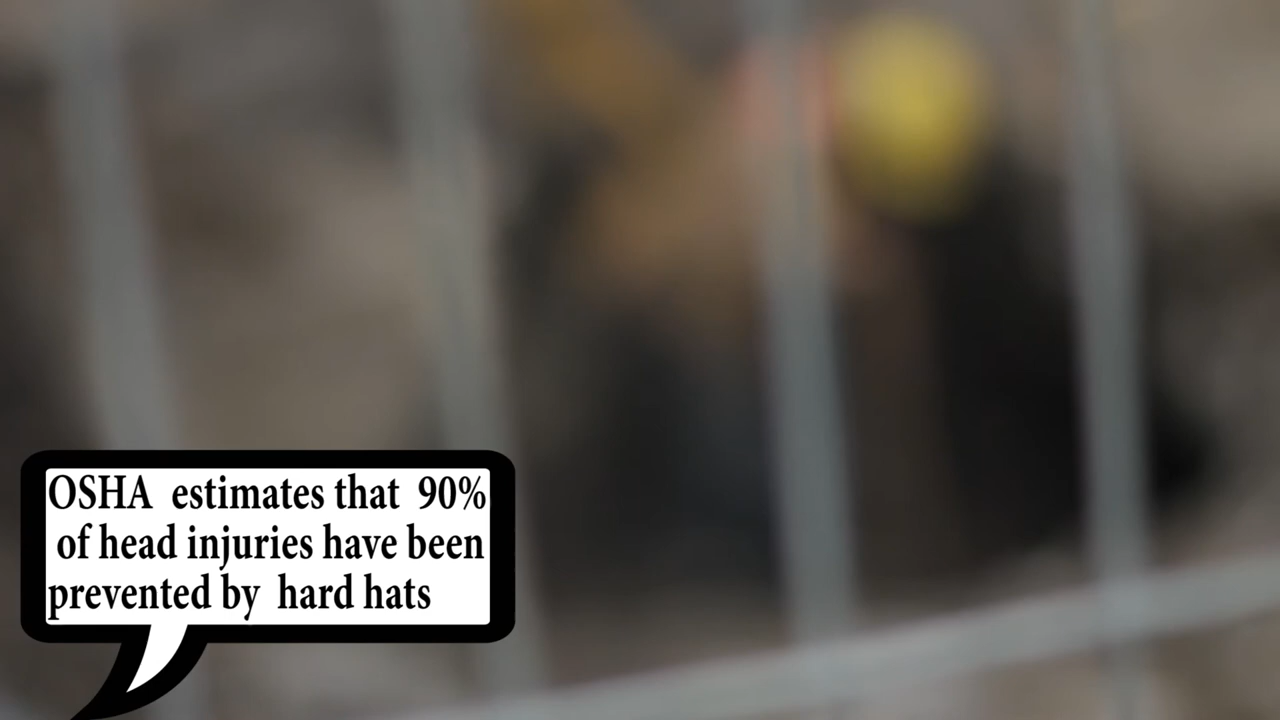 OSHA estimates that 90%
of head injuries have been
prevented by hard hats